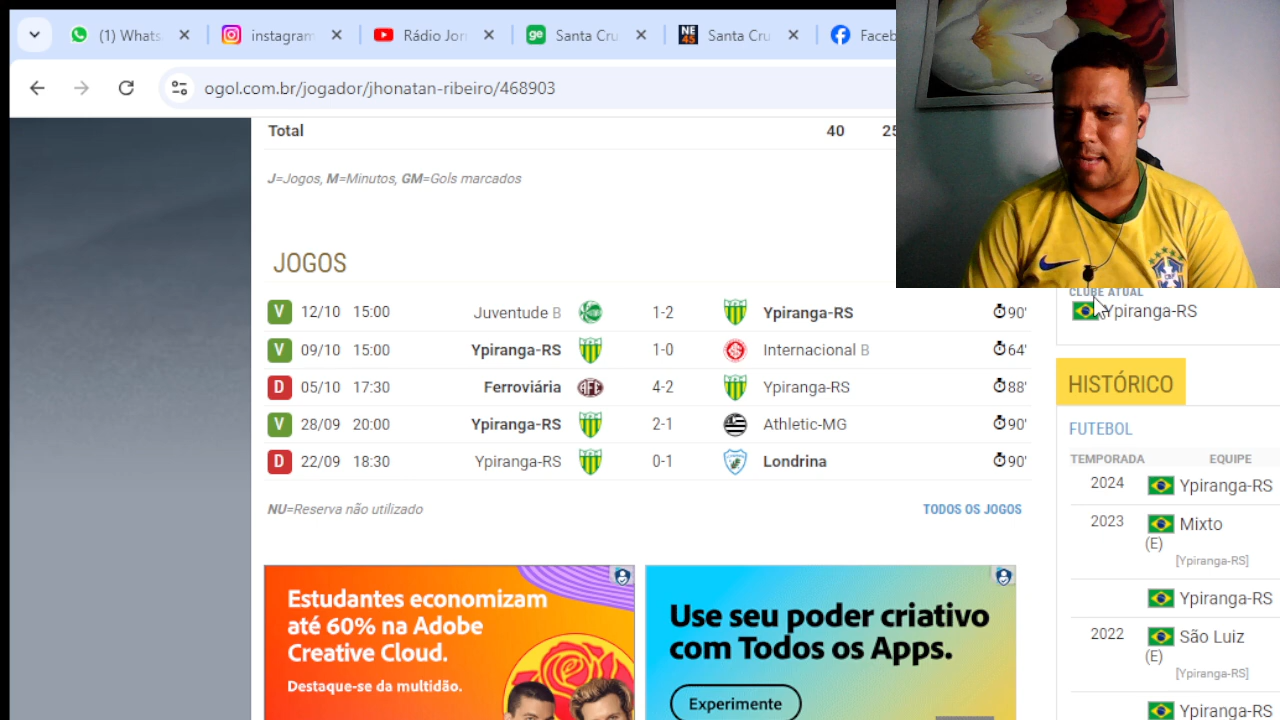 (1) Whats
instagram
Rádio Jor
Santa Cru
Santa Cru
Faceb
ogol.com.br/jogador/jhonatan-ribeiro/468903
Total 40 25
J=Jogos, M=Minutos, GM=Gols marcados
JOGOS
V 12/10 15:00 Juventude B 1-2 Ypiranga-RS 90'
V 09/10 15:00 Ypiranga-RS 1-0 Internacional B 64'
D 05/10 17:30 Ferroviária 4-2 Ypiranga-RS 88'
V 28/09 20:00 Ypiranga-RS 2-1 Athletic-MG 90'
D 22/09 18:30 Ypiranga-RS 0-1 Londrina 90'
NU=Reserva não utilizado
TODOS OS JOGOS
Estudantes economizam
até 60% na Adobe
Creative Cloud.
Destaque-se da multidão.
Use seu poder criativo
com Todos os Apps.
Experimente
CLUBE ATUAL
Ypiranga-RS
HISTÓRICO
FUTEBOL
TEMPORADA EQUIPE
2024 Ypiranga-RS
2023 Mixto
(E)
[Ypiranga-RS]
Ypiranga-RS
2022 São Luiz
(E)
[Ypiranga-RS]
Ypiranga-RS